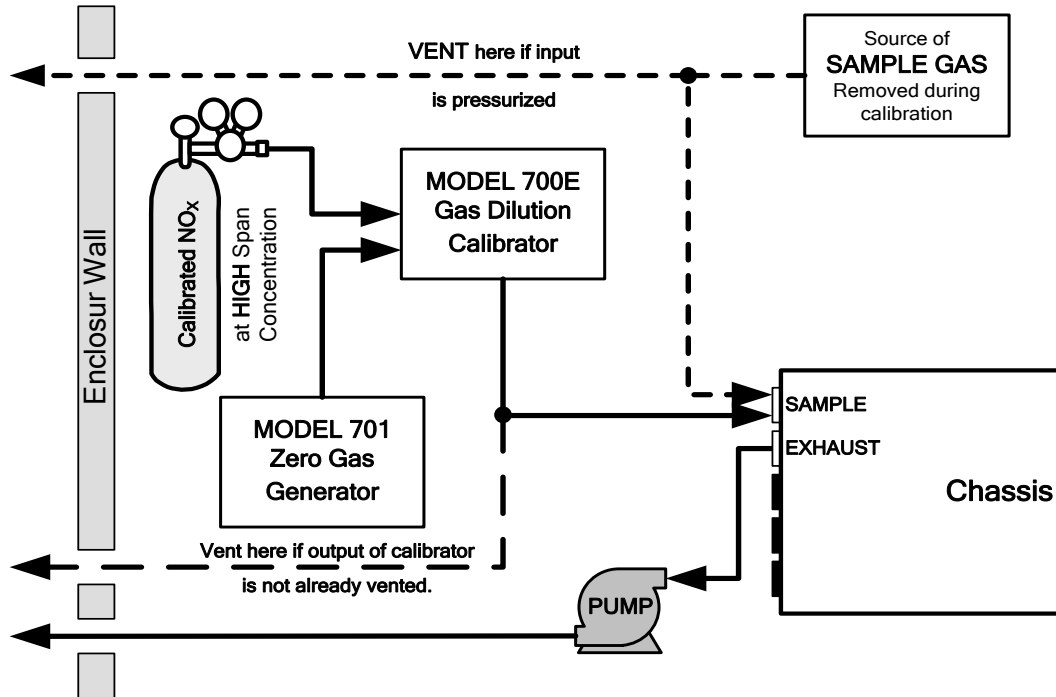 VENT here if input
is pressurized
Source of
SAMPLE GAS
Removed during
calibration
Enclosur Wall
Calibrated NOX
at HIGH Span
Concentration
MODEL 700E
Gas Dilution
Calibrator
MODEL 701
Zero Gas
Generator
SAMPLE
EXHAUST
Chassis
Vent here if output of calibrator
is not already vented.
PUMP